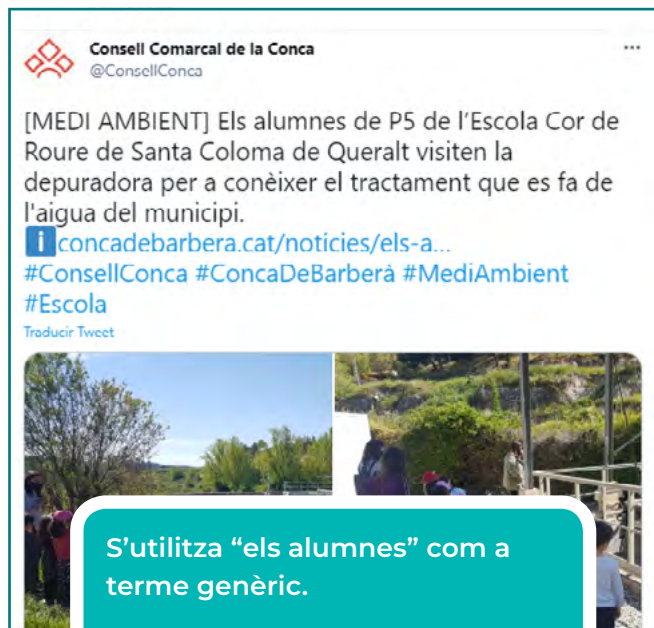 Consell Comarcal de la Conca
@ConsellConca
[MEDI AMBIENT] Els alumnes de P5 de l'Escola Cor de
Roure de Santa Coloma de Queralt visiten la
depuradora per a conèixer el tractament que es fa de
l'aigua del municipi.
ℹ️concadebarbera.cat/noticies/els-a...
#ConsellConca #ConcaDeBarberà #MediAmbient
#Escola
Traducir Tweet
S'utilitza “els alumnes” com a
terme genèric.